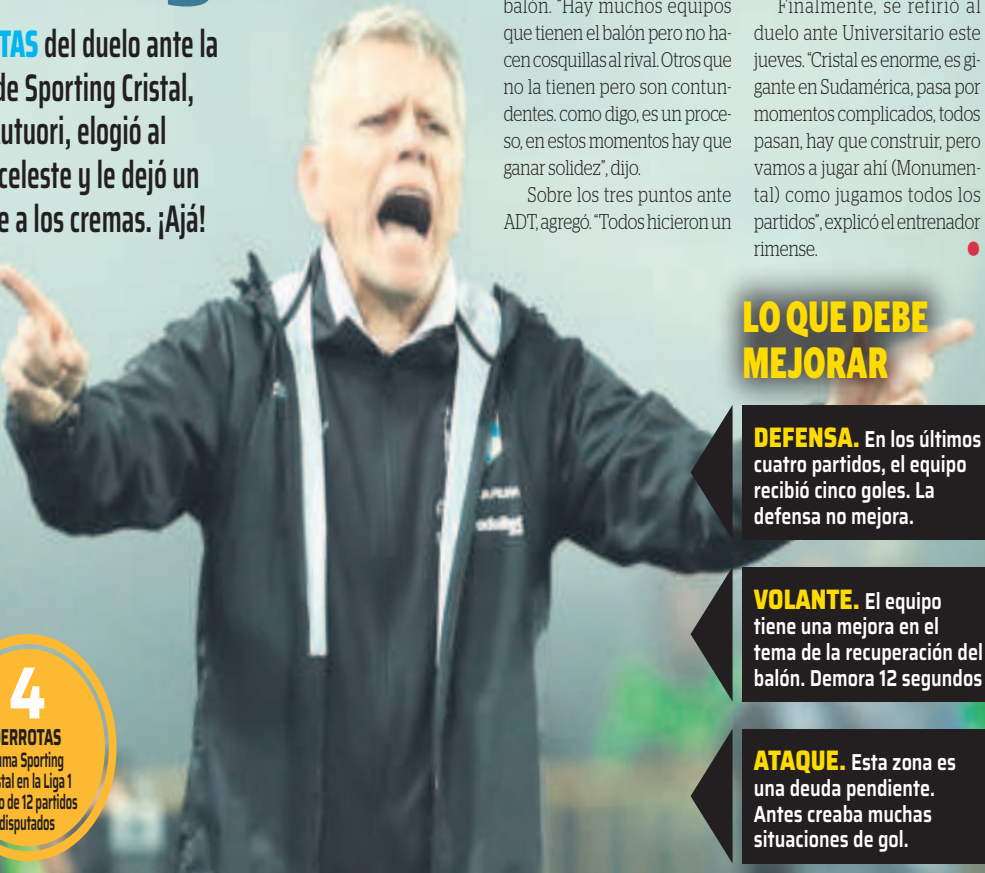 TAS del duelo ante la
de Sporting Cristal,
utuori, elogió al
celeste y le dejó un
e a los cremas. ¡Ajá!
balón. “Hay muchos equipos
que tienen el balón pero no ha-
cen cosquillas al rival. Otros que
no la tienen pero son contun-
dentes. como digo, es un proce-
so, en estos momentos hay que
ganar solidez”, dijo.
Sobre los tres puntos ante
ADT, agregó. “Todos hicieron un
Finalmente, se refirió al
duelo ante Universitario este
jueves. “Cristal es enorme, es gi-
gante en Sudamérica, pasa por
momentos complicados, todos
pasan, hay que construir, pero
vamos a jugar ahí (Monumen-
tal) como jugamos todos los
partidos”, explicó el entrenador
rimense.
LO QUE DEBE
MEJORAR
DEFENSA. En los últimos
cuatro partidos, el equipo
recibió cinco goles. La
defensa no mejora.
VOLANTE. El equipo
tiene una mejora en el
tema de la recuperación del
balón. Demora 12 segundos
ATAQUE. Esta zona es
una deuda pendiente.
Antes creaba muchas
situaciones de gol.
4
ERROTAS
ma Sporting
stal en la Liga 1
o de 12 partidos
disputados